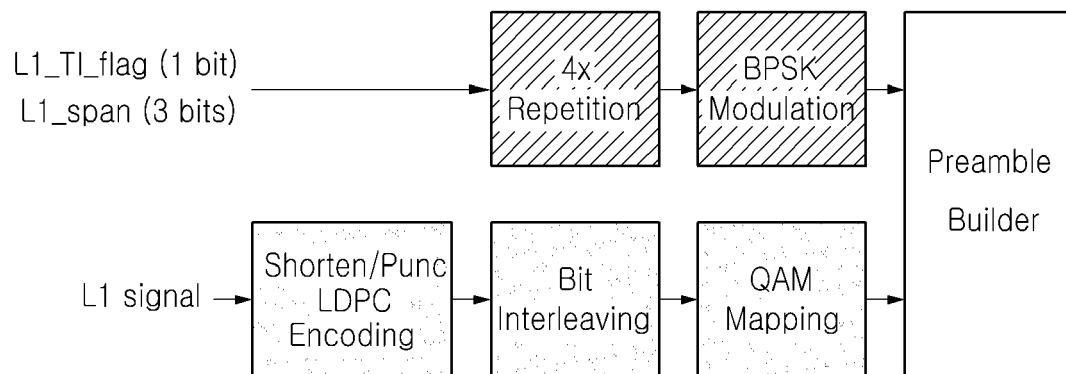 L1_TI_flag (1 bit)
L1_span (3 bits)
4x
Repetition
BPSK
Modulation
Preamble
Builder
L1 signal
Shorten/Punc
LDPC
Encoding
Bit
Interleaving
QAM
Mapping